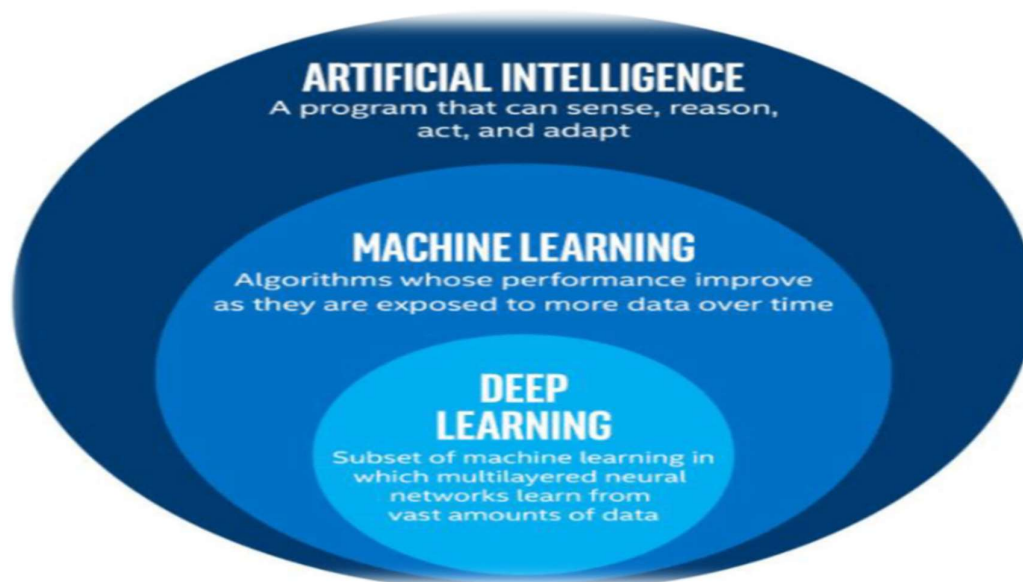 ARTIFICIAL INTELLIGENCE
A program that can sense, reason,
act, and adapt
MACHINE LEARNING
Algorithms whose performance improve
as they are exposed to more data over time
DEEP
LEARNING
Subset of machine learning in
which multilayered neural
networks learn from
vast amounts of data